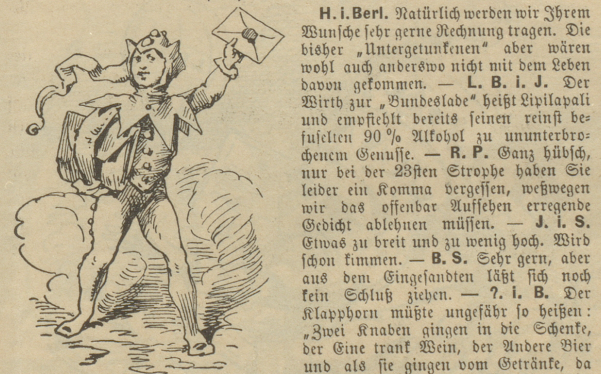 H. i. Berl. Natürlich werden wir Ihrem
Wunsche sehr gerne Rechnung tragen. Die
bisher „Untergetunkenen“ aber wären
wohl auch anderswo nicht mit dem Leben
davon gekommen. — L. B. i. J. Der
Wirth zur „Bundeslade“ heißt Lipilapali
und empfiehlt bereits seinen reinst be-
fuselten 90 % Alkohol zu ununterbro-
chenem Genusse. — R. P. Ganz hübsch,
nur bei der 23sten Strophe haben Sie
leider ein Komma vergessen, weßwegen
wir das offenbar Aufsehen erregende
Gedicht ablehnen müssen. — J. i. S.
Etwas zu breit und zu wenig hoch. Wird
schon kimmen. — B. S. Sehr gern, aber
aus dem Eingesandten läßt sich noch
kein Schluß ziehen. — ?. i. B. Der
Klapphorn müßte ungefähr so heißen:
„Zwei Knaben gingen in die Schenke,
der Eine trank Wein, der Andere Bier
und als sie gingen vom Getränke, da